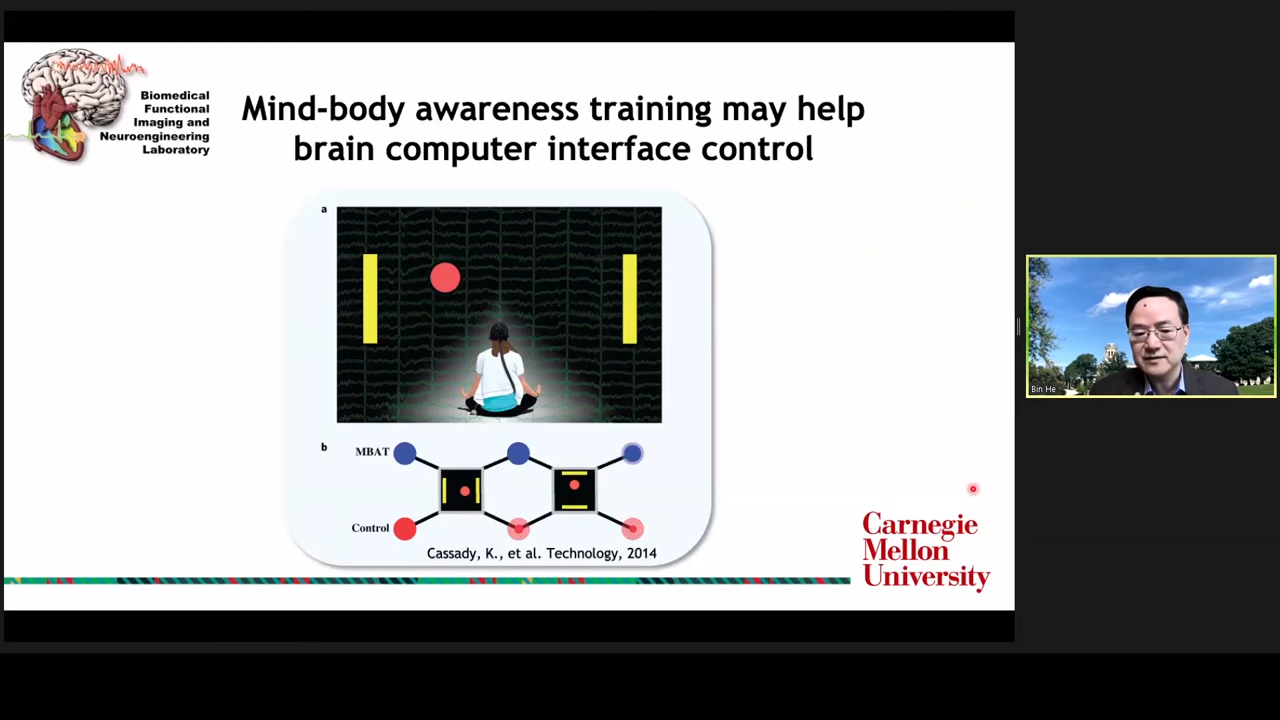 Biomedical
Functional
Imaging and
Neuroengineering
Laboratory
Mind-body awareness training may help
brain computer interface control
a
b
MBAT
Control
Cassady, K., et al. Technology, 2014
Carnegie
Mellon
University
Bin He